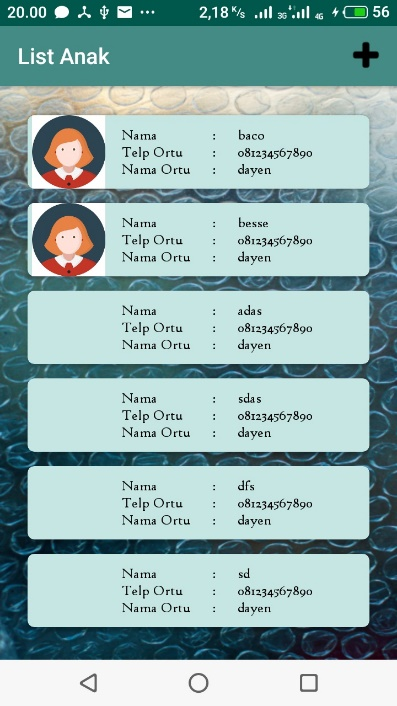 20.00 ... 2,18 K/s 3G 4G 56
List Anak
Nama : baco
Telp Ortu : 081234567890
Nama Ortu : dayen
Nama : besse
Telp Ortu : 081234567890
Nama Ortu : dayen
Nama : adas
Telp Ortu : 081234567890
Nama Ortu : dayen
Nama : sdas
Telp Ortu : 081234567890
Nama Ortu : dayen
Nama : dfs
Telp Ortu : 081234567890
Nama Ortu : dayen
Nama : sd
Telp Ortu : 081234567890
Nama Ortu : dayen